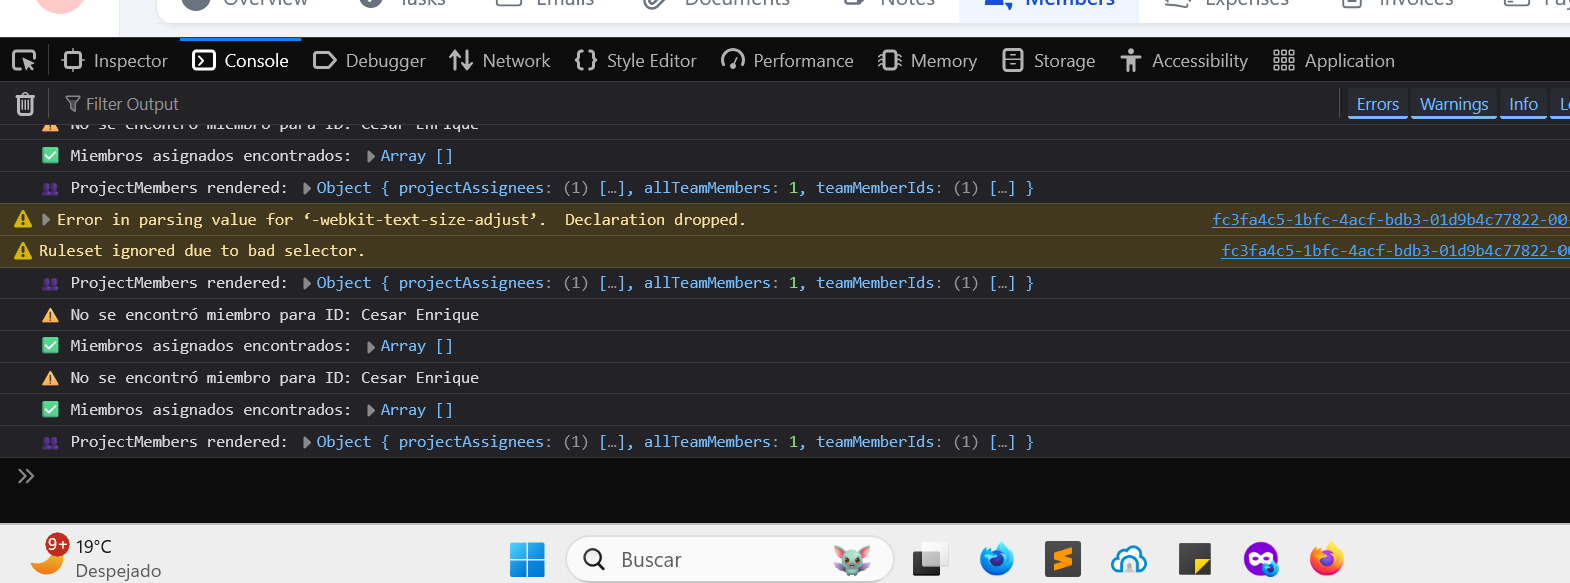 Overview Tasks Emails Documents Notes Members Expenses Invoices
Inspector Console Debugger Network Style Editor Performance Memory Storage Accessibility Application
Filter Output Errors Warnings Info
No se encontró miembro para ID: Cesar Enrique
Miembros asignados encontrados: Array []
ProjectMembers rendered: Object { projectAssignees: (1) […], allTeamMembers: 1, teamMemberIds: (1) […] }
Error in parsing value for ‘-webkit-text-size-adjust’. Declaration dropped. fc3fa4c5-1bfc-4acf-bdb3-01d9b4c77822-00
Ruleset ignored due to bad selector. fc3fa4c5-1bfc-4acf-bdb3-01d9b4c77822-0
ProjectMembers rendered: Object { projectAssignees: (1) […], allTeamMembers: 1, teamMemberIds: (1) […] }
No se encontró miembro para ID: Cesar Enrique
Miembros asignados encontrados: Array []
No se encontró miembro para ID: Cesar Enrique
Miembros asignados encontrados: Array []
ProjectMembers rendered: Object { projectAssignees: (1) […], allTeamMembers: 1, teamMemberIds: (1) […] }
9+ 19°C
Despejado
Buscar